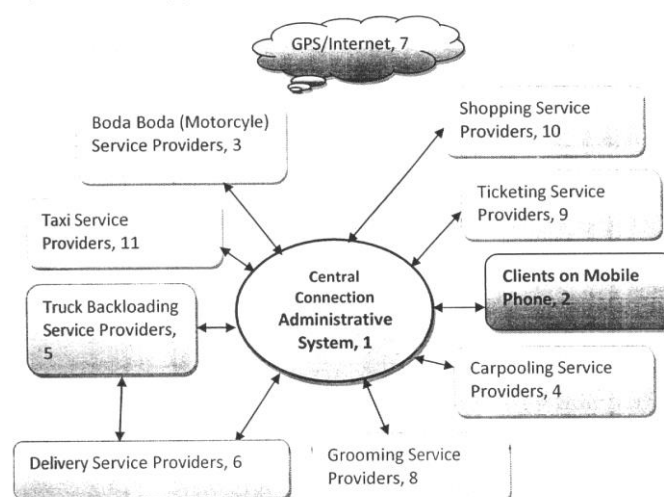 GPS/Internet, 7
Boda Boda (Motorcyle)
Service Providers, 3
Shopping Service
Providers, 10
Taxi Service
Providers, 11
Ticketing Service
Providers, 9
Central
Connection
Administrative
System, 1
Clients on Mobile
Phone, 2
Truck Backloading
Service Providers,
5
Carpooling Service
Providers, 4
Delivery Service Providers, 6
Grooming Service
Providers, 8